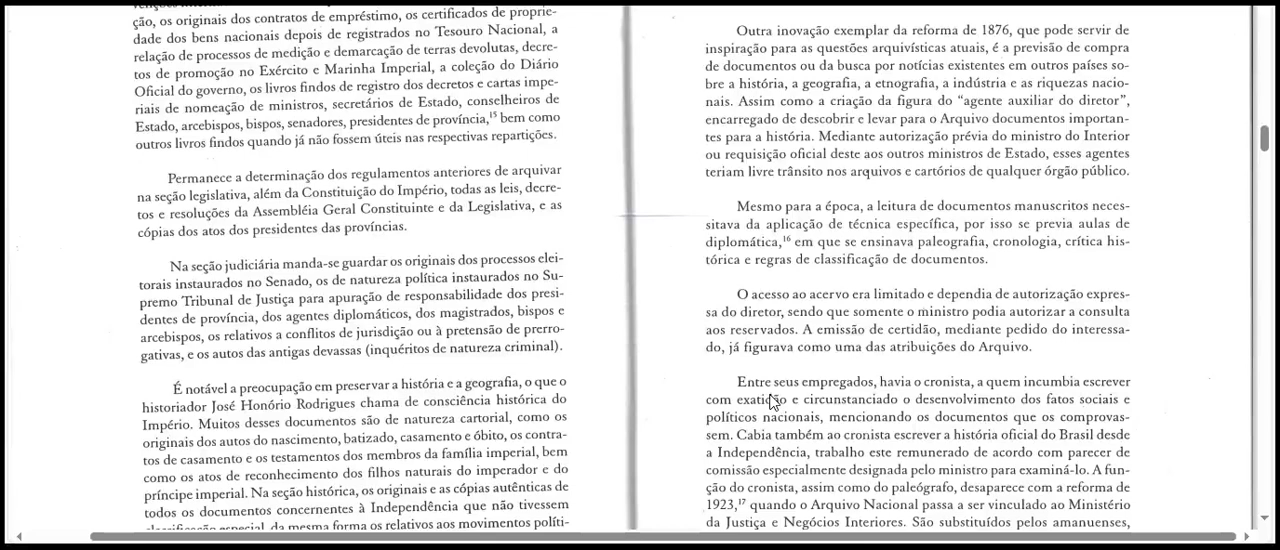 ção, os originais dos contratos de empréstimo, os certificados de proprie-
dade dos bens nacionais depois de registrados no Tesouro Nacional, a
relação de processos de medição e demarcação de terras devolutas, decre-
tos de promoção no Exército e Marinha Imperial, a coleção do Diário
Oficial do governo, os livros findos de registro dos decretos e cartas impe-
riais de nomeação de ministros, secretários de Estado, conselheiros de
Estado, arcebispos, bispos, senadores, presidentes de província,¹⁵ bem como
outros livros findos quando já não fossem úteis nas respectivas repartições.
Permanece a determinação dos regulamentos anteriores de arquivar
na seção legislativa, além da Constituição do Império, todas as leis, decre-
tos e resoluções da Assembléia Geral Constituinte e da Legislativa, e as
cópias dos atos dos presidentes das províncias.
Na seção judiciária manda-se guardar os originais dos processos elei-
torais instaurados no Senado, os de natureza política instaurados no Su-
premo Tribunal de Justiça para apuração de responsabilidade dos presi-
dentes de província, dos agentes diplomáticos, dos magistrados, bispos e
arcebispos, os relativos a conflitos de jurisdição ou à pretensão de prerro-
gativas, e os autos das antigas devassas (inquéritos de natureza criminal).
É notável a preocupação em preservar a história e a geografia, o que o
historiador José Honório Rodrigues chama de consciência histórica do
Império. Muitos desses documentos são de natureza cartorial, como os
originais dos autos do nascimento, batizado, casamento e óbito, os contra-
tos de casamento e os testamentos dos membros da família imperial, bem
como os atos de reconhecimento dos filhos naturais do imperador e do
príncipe imperial. Na seção histórica, os originais e as cópias autênticas de
todos os documentos concernentes à Independência que não tivessem
classificação especial, da mesma forma os relativos aos movimentos políti-
Outra inovação exemplar da reforma de 1876, que pode servir de
inspiração para as questões arquivísticas atuais, é a previsão de compra
de documentos ou da busca por notícias existentes em outros países so-
bre a história, a geografia, a etnografia, a indústria e as riquezas nacio-
nais. Assim como a criação da figura do “agente auxiliar do diretor”,
encarregado de descobrir e levar para o Arquivo documentos importan-
tes para a história. Mediante autorização prévia do ministro do Interior
ou requisição oficial deste aos outros ministros de Estado, esses agentes
teriam livre trânsito nos arquivos e cartórios de qualquer órgão público.
Mesmo para a época, a leitura de documentos manuscritos neces-
sitava da aplicação de técnica específica, por isso se previa aulas de
diplomática,¹⁶ em que se ensinava paleografia, cronologia, crítica his-
tórica e regras de classificação de documentos.
O acesso ao acervo era limitado e dependia de autorização expres-
sa do diretor, sendo que somente o ministro podia autorizar a consulta
aos reservados. A emissão de certidão, mediante pedido do interessa-
do, já figurava como uma das atribuições do Arquivo.
Entre seus empregados, havia o cronista, a quem incumbia escrever
com exatidão e circunstanciado o desenvolvimento dos fatos sociais e
políticos nacionais, mencionando os documentos que os comprovas-
sem. Cabia também ao cronista escrever a história oficial do Brasil desde
a Independência, trabalho este remunerado de acordo com parecer de
comissão especialmente designada pelo ministro para examiná-lo. A fun-
ção do cronista, assim como do paleógrafo, desaparece com a reforma de
1923,¹⁷ quando o Arquivo Nacional passa a ser vinculado ao Ministério
da Justiça e Negócios Interiores. São substituídos pelos amanuenses,